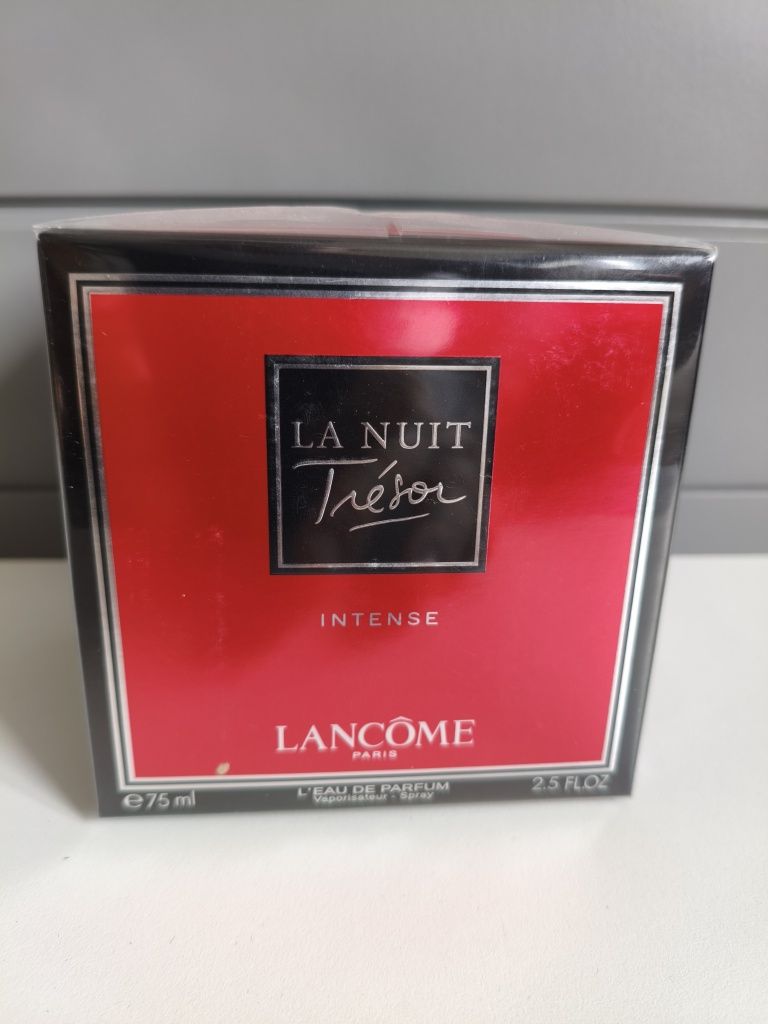 LA NUIT
Trésor
INTENSE
LANCÔME
PARIS
℮75 ml
L'EAU DE PARFUM
Vaporisateur - Spray
2.5 FL.OZ